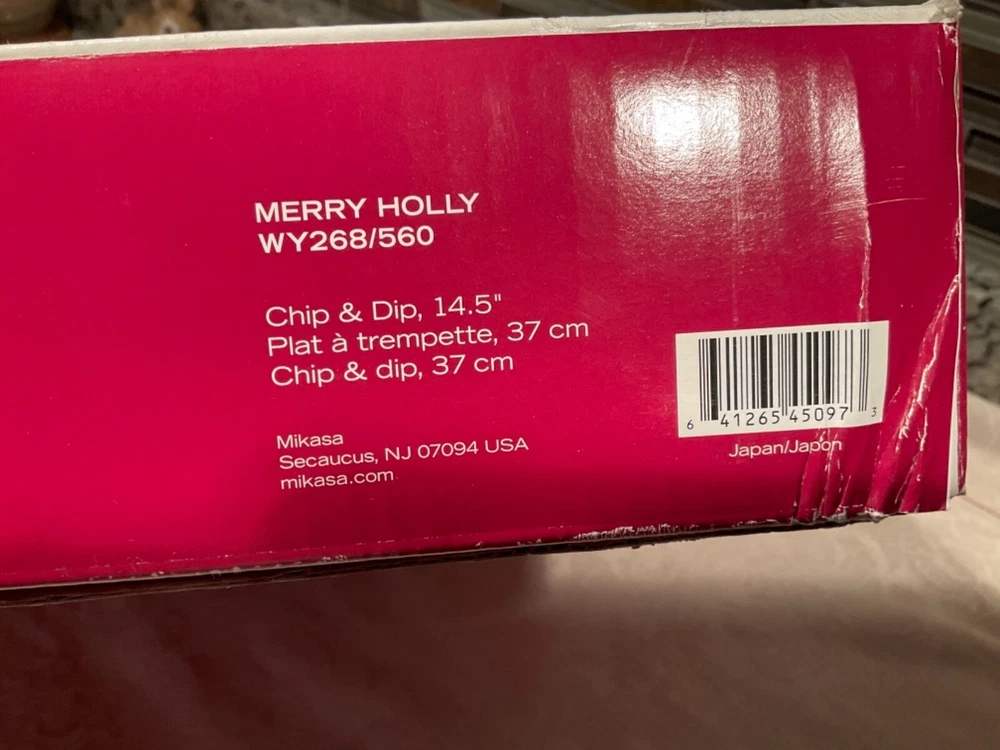 MERRY HOLLY
WY268/560
Chip & Dip, 14.5"
Plat à trempette, 37 cm
Chip & dip, 37 cm
Mikasa
Secaucus, NJ 07094 USA
mikasa.com
6 41265 45097 3
Japan/Japon